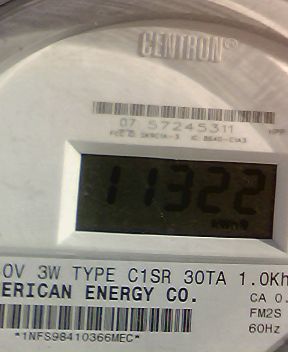 CENTRON®
07 57245311
11322
kWh
0V 3W TYPE C1SR 30TA 1.0Kh
ERICAN ENERGY CO.
CA 0.
FM2S
60Hz
*1NFS98410366MEC*